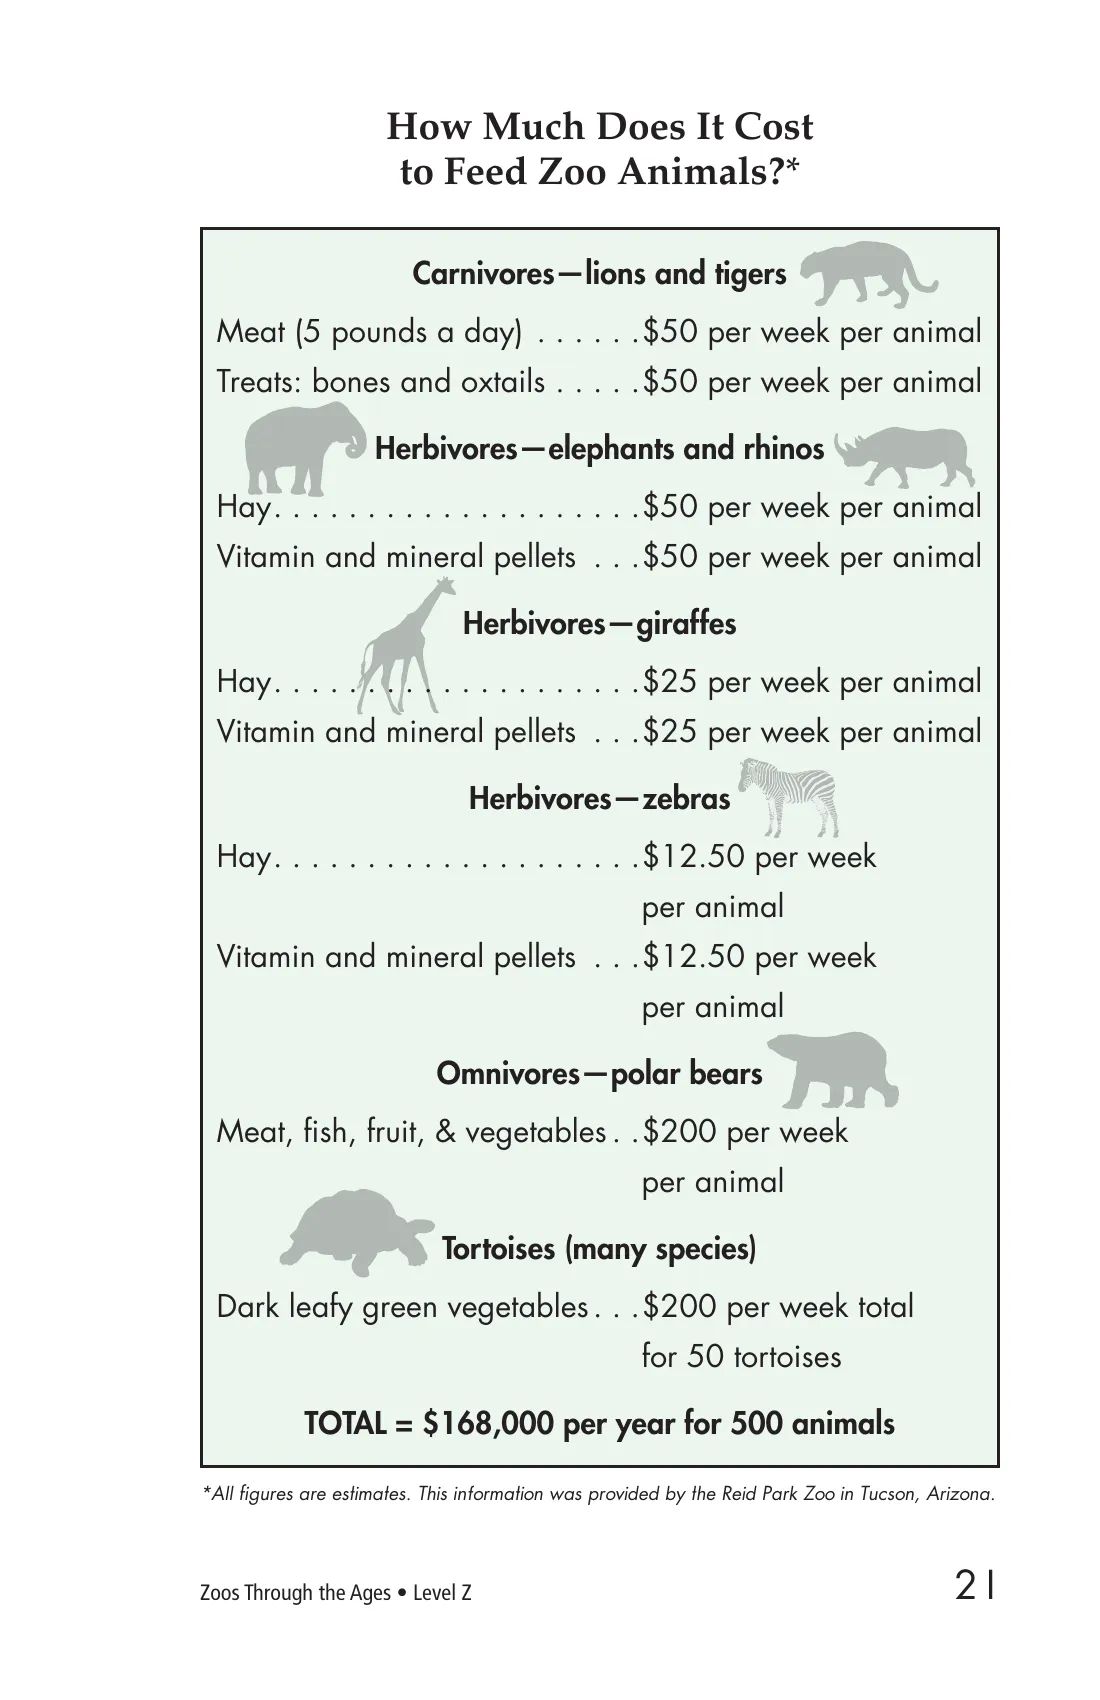 How Much Does It Cost
to Feed Zoo Animals?*
Carnivores—lions and tigers
Meat (5 pounds a day) . . . . . .$50 per week per animal
Treats: bones and oxtails . . . . .$50 per week per animal
Herbivores—elephants and rhinos
Hay. . . . . . . . . . . . . . . . . . . .$50 per week per animal
Vitamin and mineral pellets . . .$50 per week per animal
Herbivores—giraffes
Hay. . . . . . . . . . . . . . . . . . . .$25 per week per animal
Vitamin and mineral pellets . . .$25 per week per animal
Herbivores—zebras
Hay. . . . . . . . . . . . . . . . . . . .$12.50 per week
per animal
Vitamin and mineral pellets . . .$12.50 per week
per animal
Omnivores—polar bears
Meat, fish, fruit, & vegetables. . .$200 per week
per animal
Tortoises (many species)
Dark leafy green vegetables. . . .$200 per week total
for 50 tortoises
TOTAL = $168,000 per year for 500 animals
*All figures are estimates. This information was provided by the Reid Park Zoo in Tucson, Arizona.
Zoos Through the Ages • Level Z
21